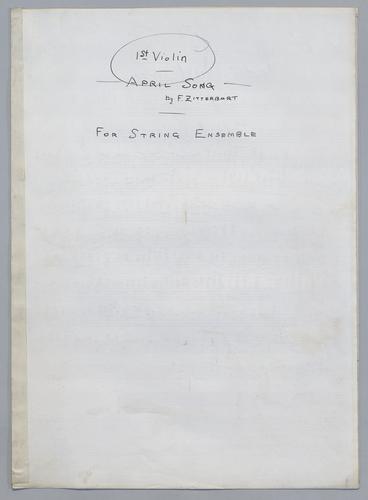 1st Violin
— April Song —
by F. Zitterbart
For String Ensemble